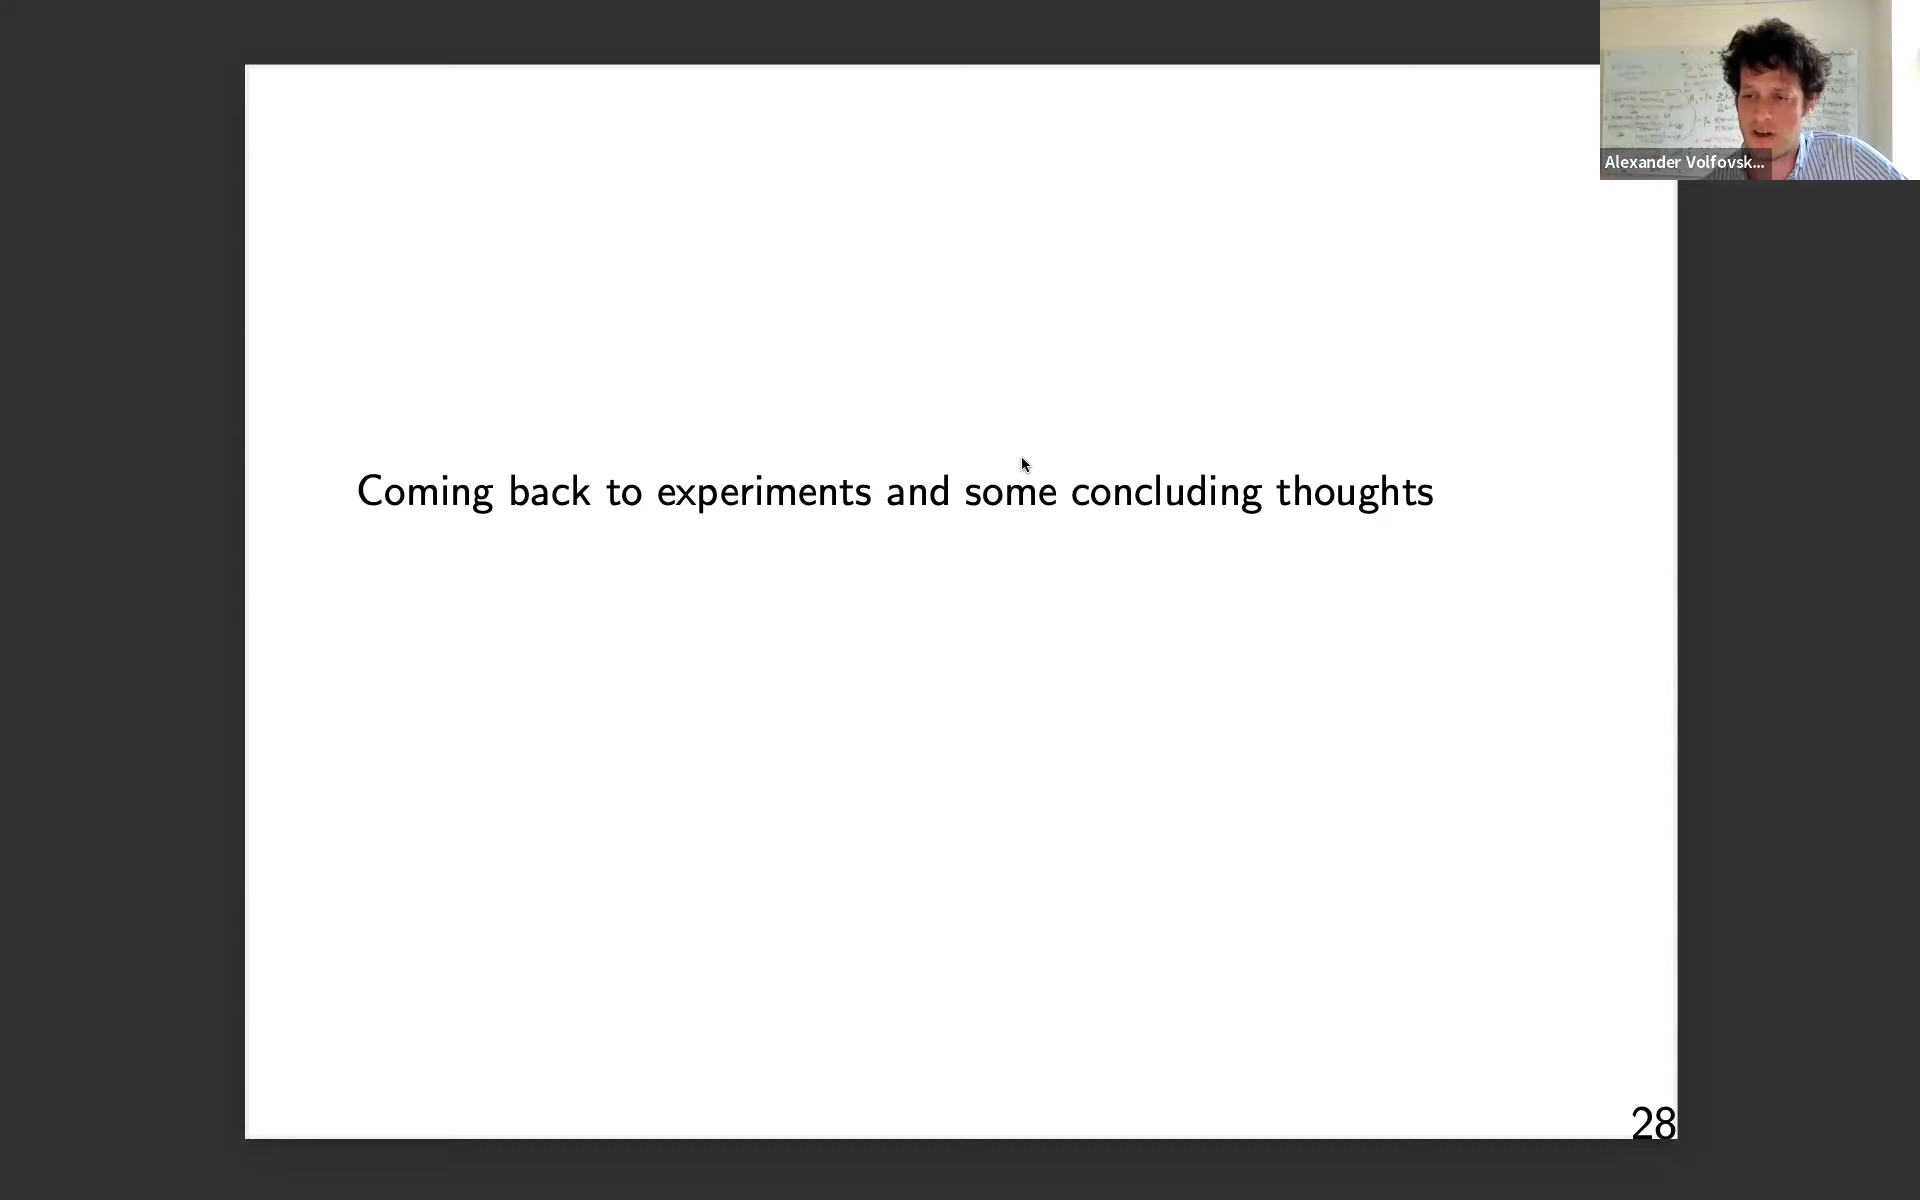 Alexander Volfovsk...
Coming back to experiments and some concluding thoughts
28